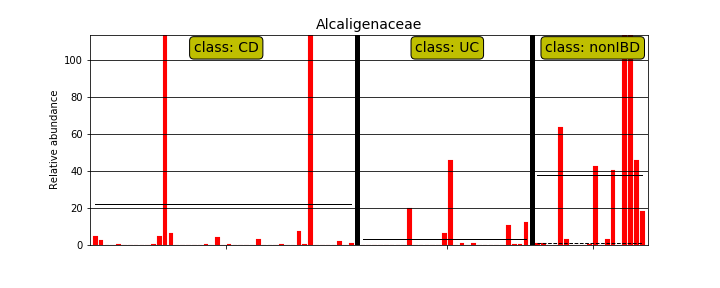 Alcaligenaceae
class: CD
class: UC
class: nonIBD
Relative abundance
100
80
60
40
20
0